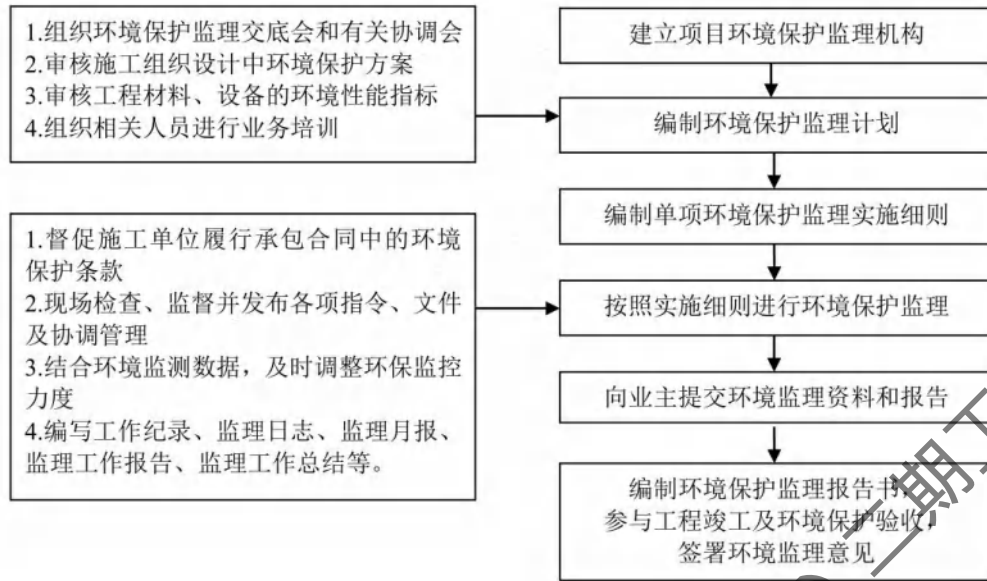 1.组织环境保护监理交底会和有关协调会
2.审核施工组织设计中环境保护方案
3.审核工程材料、设备的环境性能指标
4.组织相关人员进行业务培训
1.督促施工单位履行承包合同中的环境
保护条款
2.现场检查、监督并发布各项指令、文件
及协调管理
3.结合环境监测数据，及时调整环保监控
力度
4.编写工作纪录、监理日志、监理月报、
监理工作报告、监理工作总结等。
建立项目环境保护监理机构
编制环境保护监理计划
编制单项环境保护监理实施细则
按照实施细则进行环境保护监理
向业主提交环境监理资料和报告
编制环境保护监理报告书，
参与工程竣工及环境保护验收，
签署环境监理意见
二期工